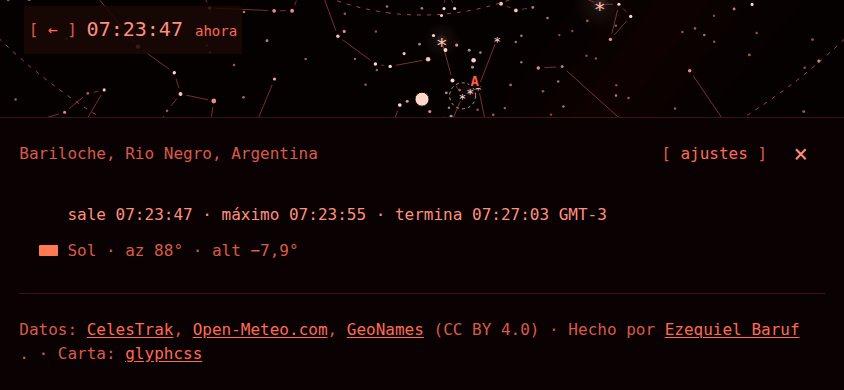 [ ← ] 07:23:47 ahora
A
Bariloche, Rio Negro, Argentina
[ ajustes ] ×
sale 07:23:47 · máximo 07:23:55 · termina 07:27:03 GMT-3
Sol · az 88° · alt −7,9°
Datos: CelesTrak, Open-Meteo.com, GeoNames (CC BY 4.0) · Hecho por Ezequiel Baruf
. · Carta: glyphcss